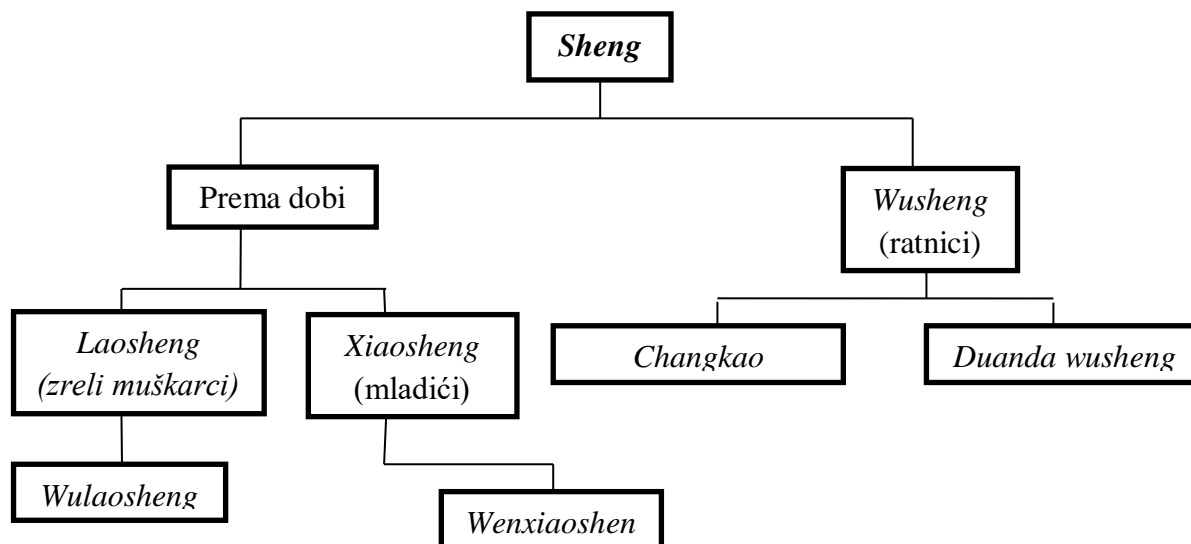 Sheng
Prema dobi
Wusheng
(ratnici)
Laosheng
(zreli muškarci)
Xiaosheng
(mladići)
Changkao
Duanda wusheng
Wulaosheng
Wenxiaoshen